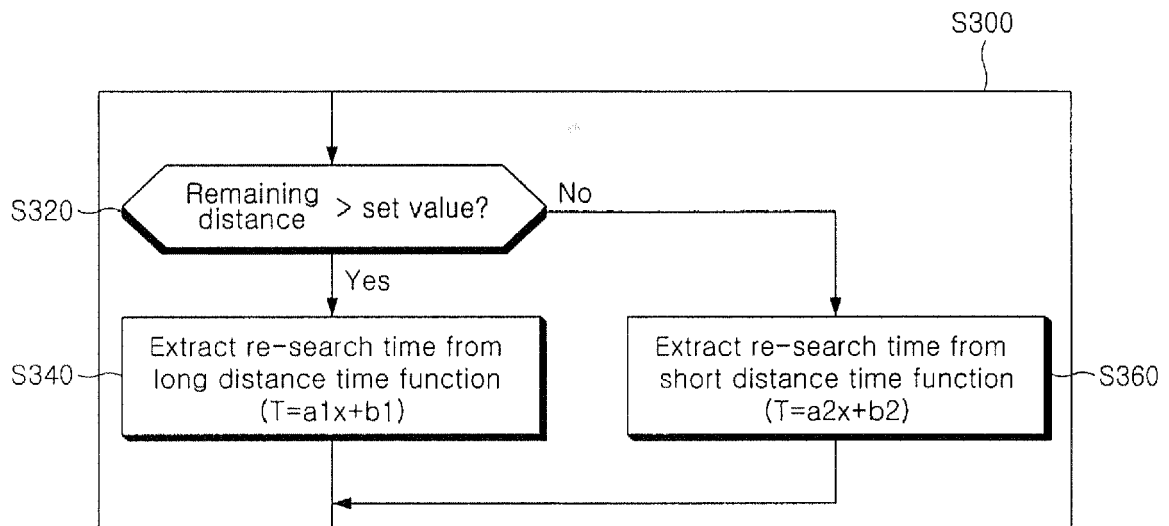 S300
Remaining
distance > set value?
No
S320
Yes
Extract re-search time from
long distance time function
(T=a1x+b1)
S340
Extract re-search time from
short distance time function
(T=a2x+b2)
S360